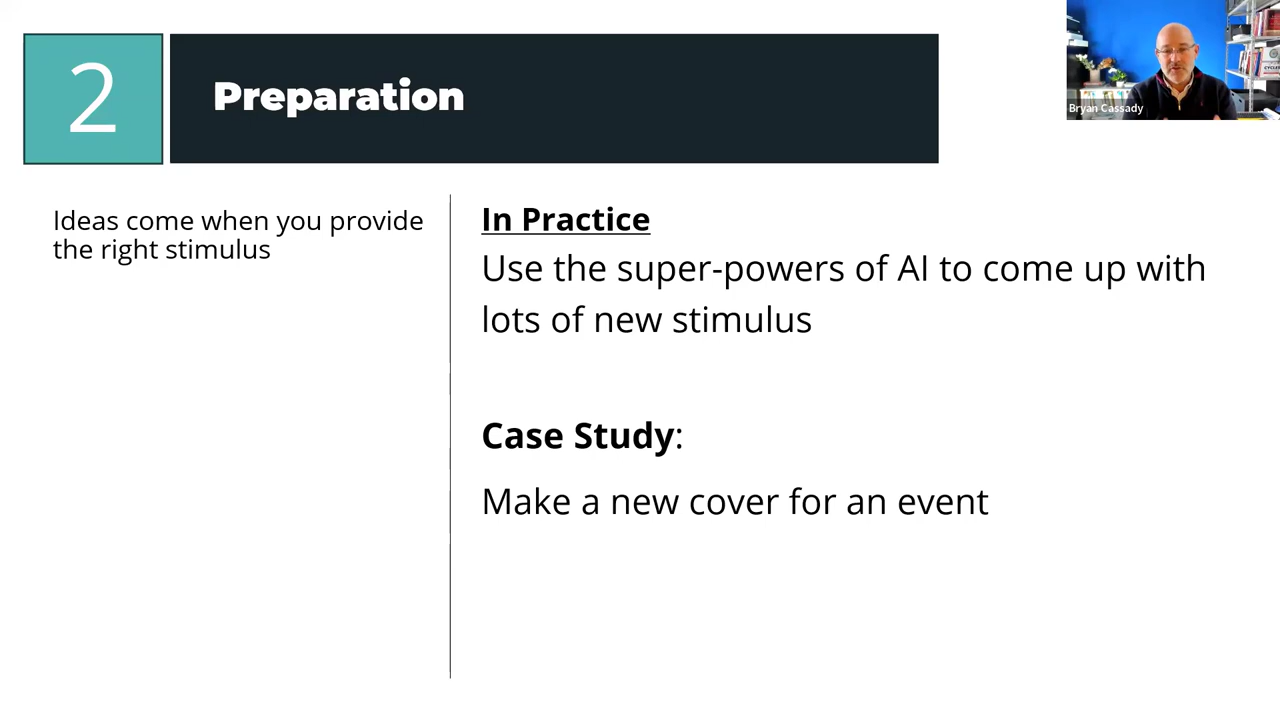 2
Preparation
Bryan Cassady
Ideas come when you provide
the right stimulus
In Practice
Use the super-powers of AI to come up with
lots of new stimulus
Case Study:
Make a new cover for an event